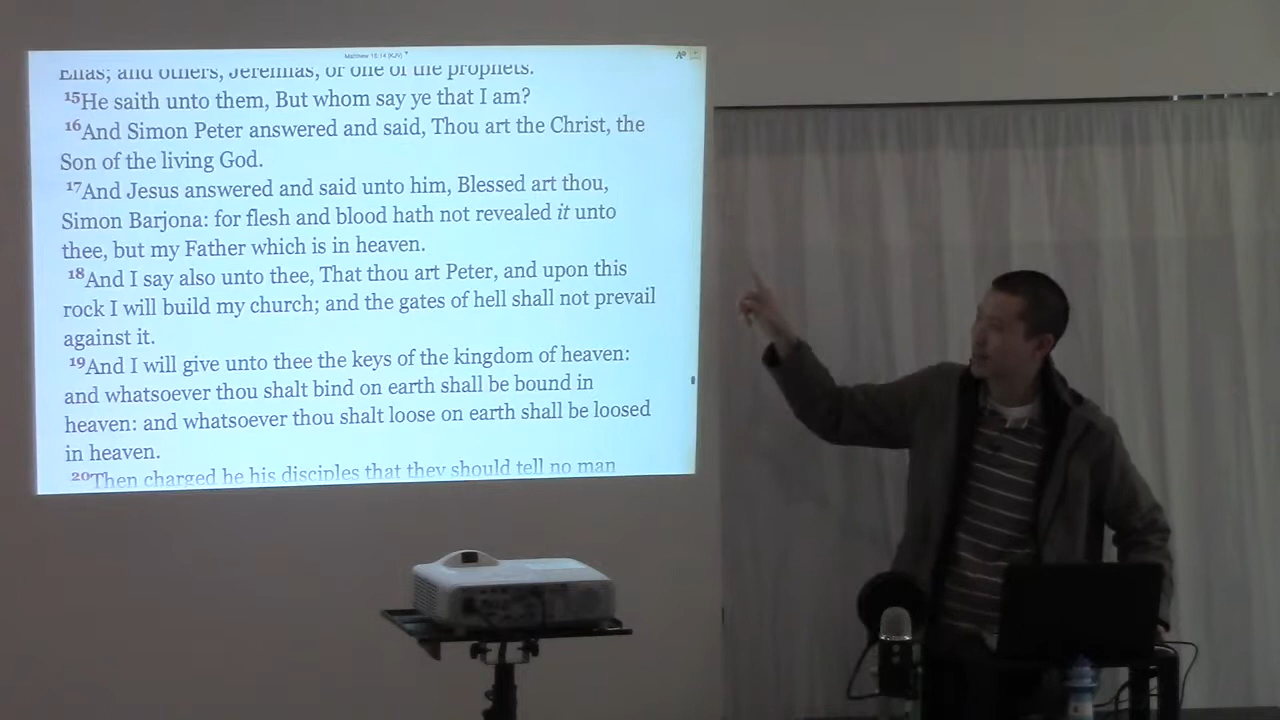 Matthew 16:14 (KJV)
Elias; and others, Jeremias, or one of the prophets.
15He saith unto them, But whom say ye that I am?
16And Simon Peter answered and said, Thou art the Christ, the
Son of the living God.
17And Jesus answered and said unto him, Blessed art thou,
Simon Barjona: for flesh and blood hath not revealed it unto
thee, but my Father which is in heaven.
18And I say also unto thee, That thou art Peter, and upon this
rock I will build my church; and the gates of hell shall not prevail
against it.
19And I will give unto thee the keys of the kingdom of heaven:
and whatsoever thou shalt bind on earth shall be bound in
heaven: and whatsoever thou shalt loose on earth shall be loosed
in heaven.
20Then charged he his disciples that they should tell no man